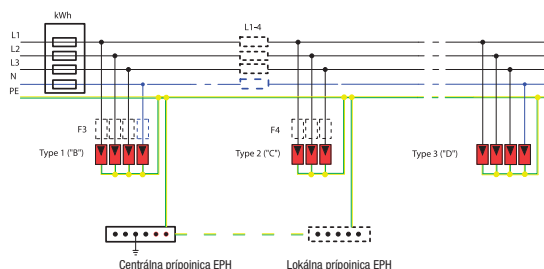 kWh
L1-4
L1
L2
L3
N
PE
F3
F4
Type 1 ("B")
Type 2 ("C")
Type 3 ("D")
Centrálna prípojnica EPH
Lokálna prípojnica EPH